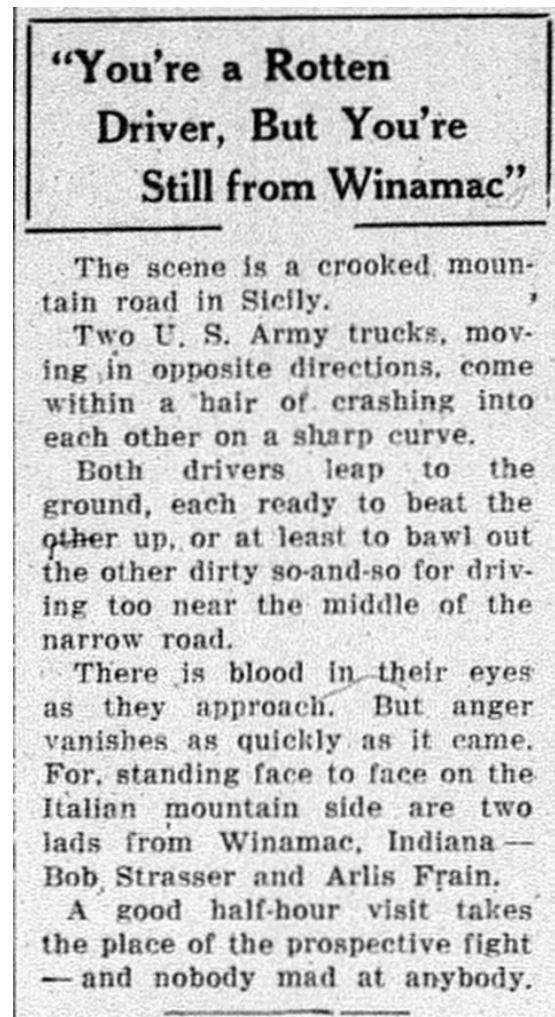 “You're a Rotten
Driver, But You're
Still from Winamac”
The scene is a crooked moun-
tain road in Sicily.
Two U. S. Army trucks, mov-
ing in opposite directions, come
within a hair of crashing into
each other on a sharp curve.
Both drivers leap to the
ground, each ready to beat the
other up, or at least to bawl out
the other dirty so-and-so for driv-
ing too near the middle of the
narrow road.
There is blood in their eyes
as they approach. But anger
vanishes as quickly as it came.
For, standing face to face on the
Italian mountain side are two
lads from Winamac, Indiana—
Bob Strasser and Arlis Frain.
A good half-hour visit takes
the place of the prospective fight
—and nobody mad at anybody.